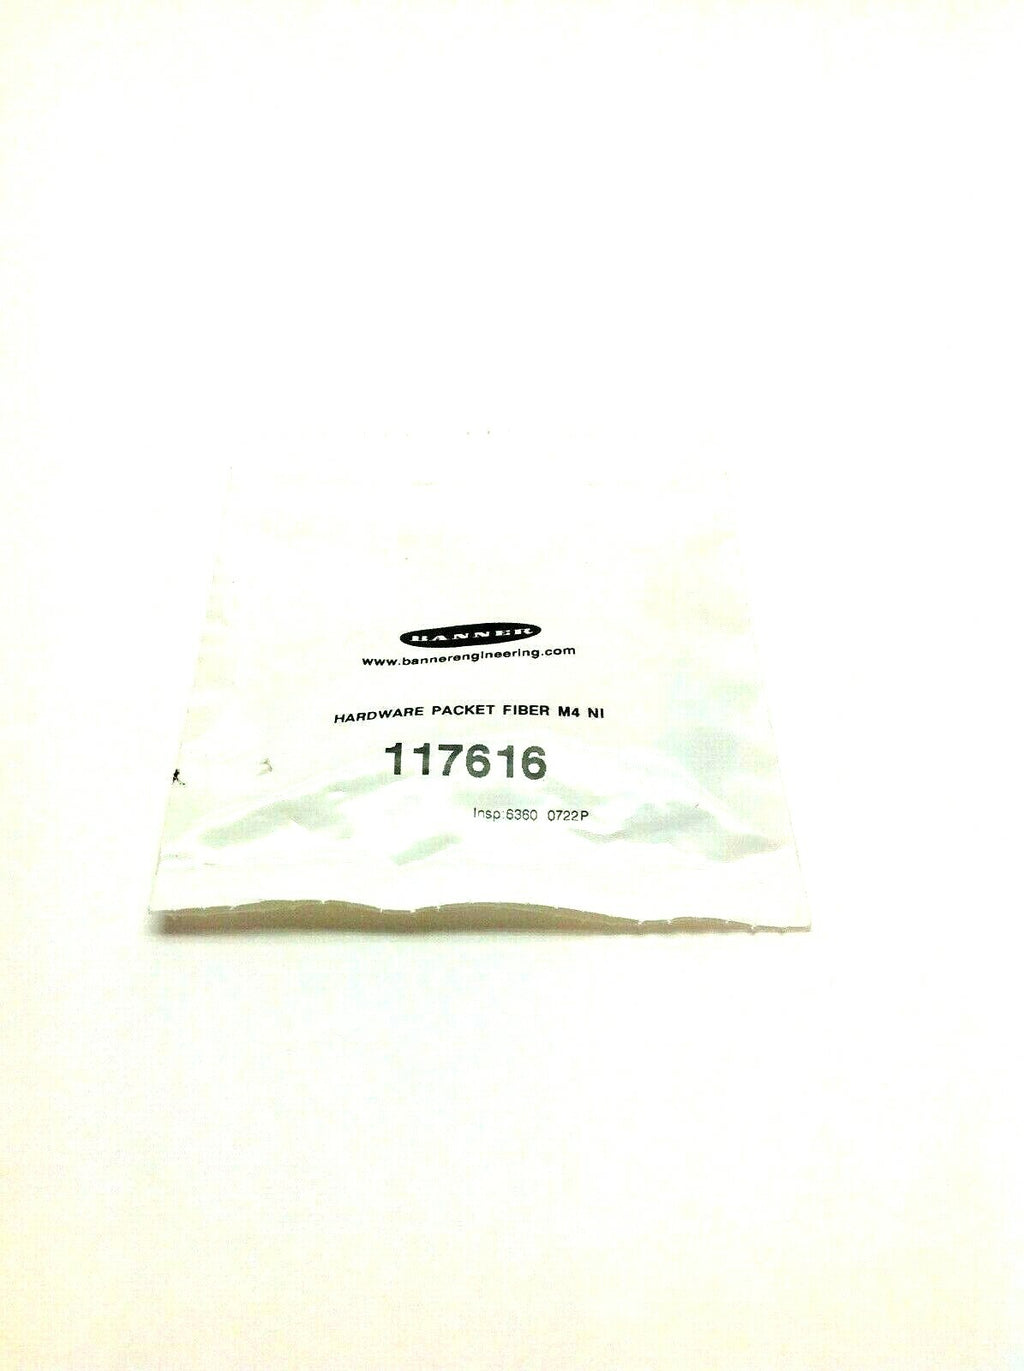 BANNER
www.bannerengineering.com
HARDWARE PACKET FIBER M4 NI
117616
Insp:6360 0722P